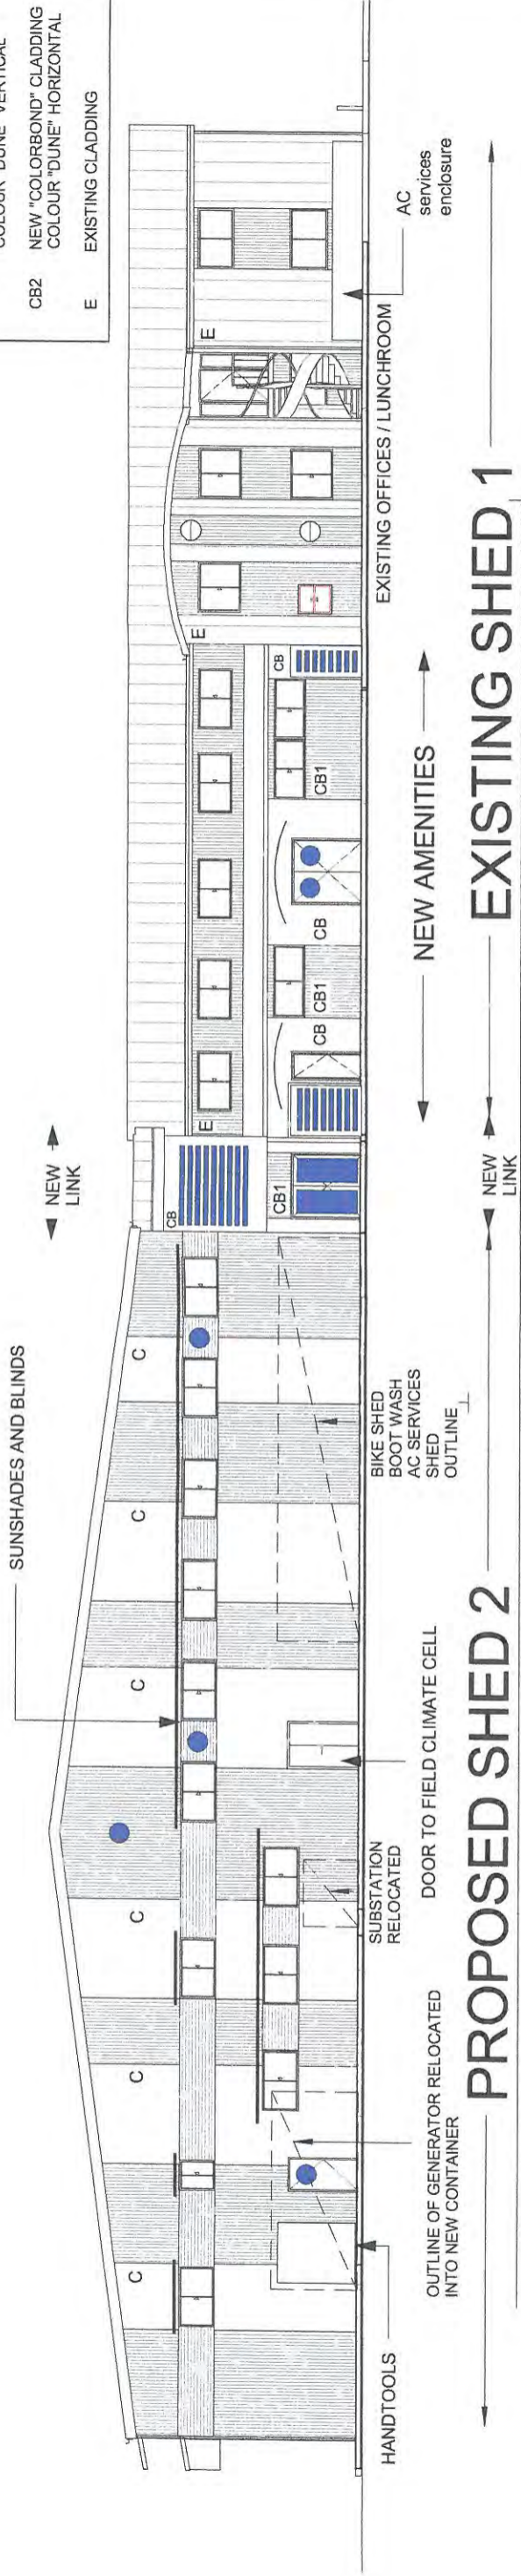 COLOUR "DUNE" VERTICAL
CB2 NEW "COLORBOND" CLADDING
COLOUR "DUNE" HORIZONTAL
E EXISTING CLADDING
SUNSHADES AND BLINDS
NEW
LINK
C
C
C
C
C
C
CB
CB1
E
CB
CB1
CB
CB1
CB
E
E
HANDTOOLS
OUTLINE OF GENERATOR RELOCATED
INTO NEW CONTAINER
SUBSTATION
RELOCATED
DOOR TO FIELD CLIMATE CELL
BIKE SHED
BOOT WASH
AC SERVICES
SHED
OUTLINE
NEW
LINK
NEW AMENITIES
EXISTING OFFICES / LUNCHROOM
AC
services
enclosure
PROPOSED SHED 2
EXISTING SHED 1